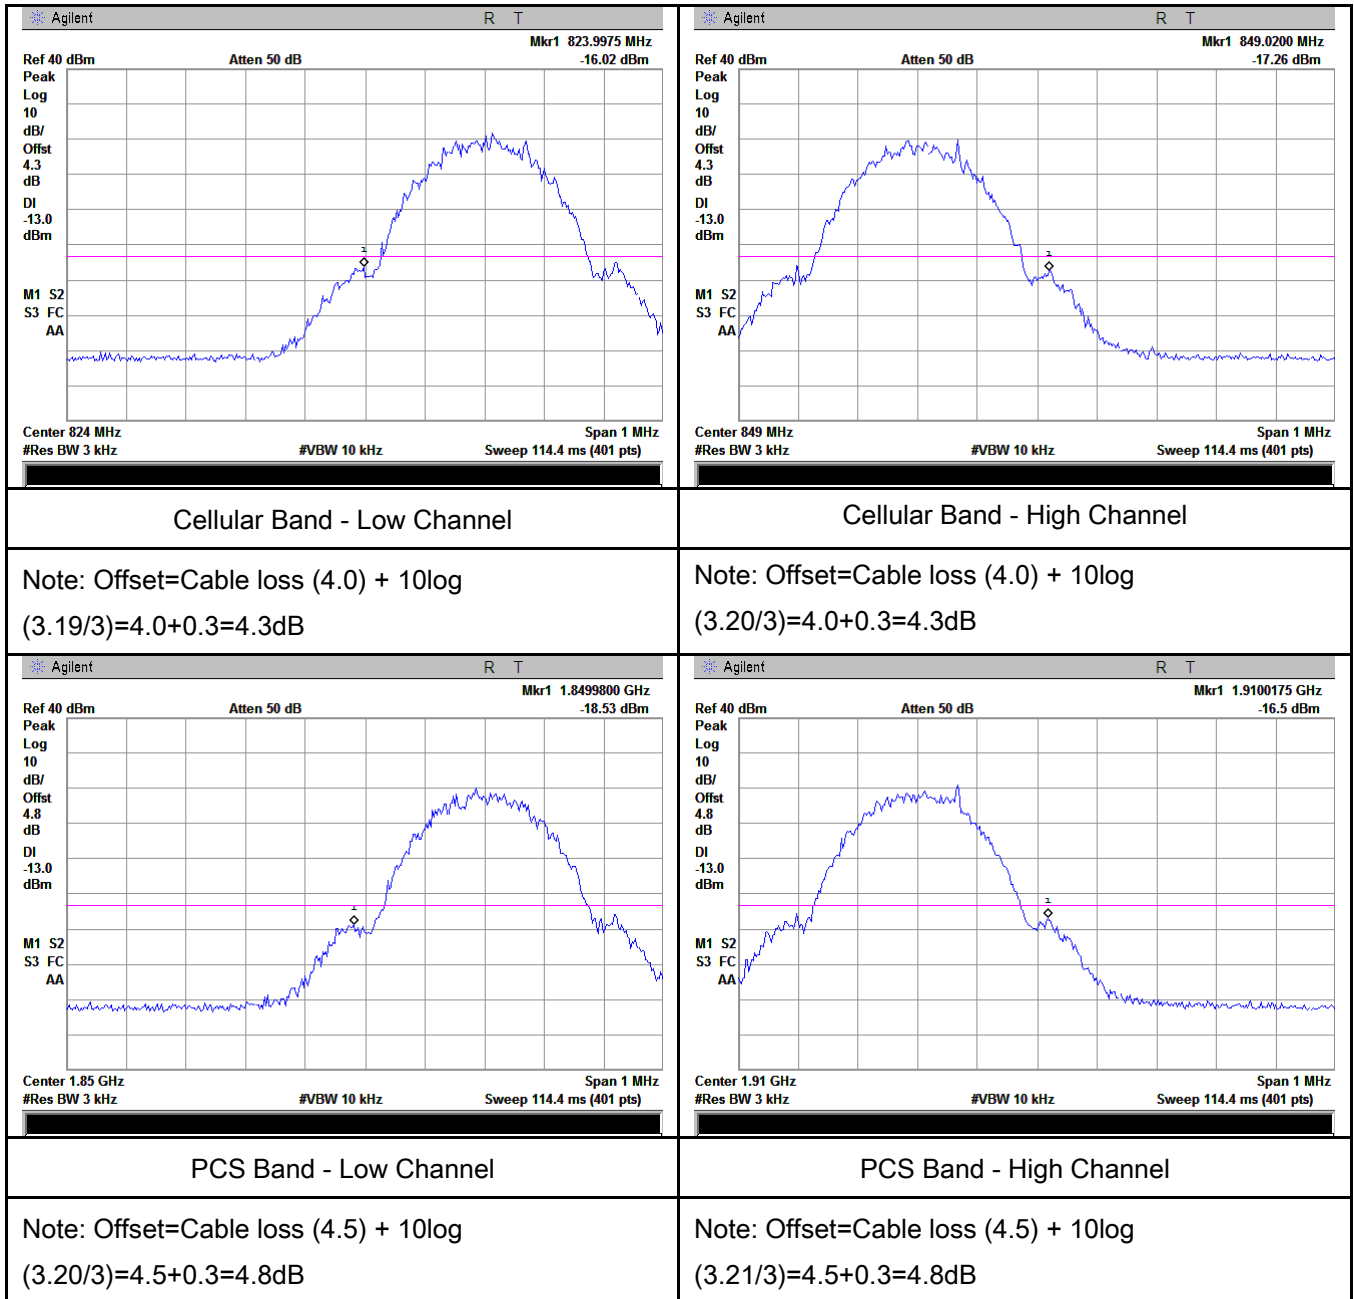 Agilent R T
Mkr1 823.9975 MHz
Ref 40 dBm Atten 50 dB -16.02 dBm
Peak
Log
10
dB/
Offst
4.3
dB
DI
-13.0
dBm
1
M1 S2
S3 FC
AA
Center 824 MHz Span 1 MHz
#Res BW 3 kHz #VBW 10 kHz Sweep 114.4 ms (401 pts)
Agilent R T
Mkr1 849.0200 MHz
Ref 40 dBm Atten 50 dB -17.26 dBm
Peak
Log
10
dB/
Offst
4.3
dB
DI
-13.0
dBm
1
M1 S2
S3 FC
AA
Center 849 MHz Span 1 MHz
#Res BW 3 kHz #VBW 10 kHz Sweep 114.4 ms (401 pts)
Cellular Band - Low Channel
Cellular Band - High Channel
Note: Offset=Cable loss (4.0) + 10log
(3.19/3)=4.0+0.3=4.3dB
Note: Offset=Cable loss (4.0) + 10log
(3.20/3)=4.0+0.3=4.3dB
Agilent R T
Mkr1 1.8499800 GHz
Ref 40 dBm Atten 50 dB -18.53 dBm
Peak
Log
10
dB/
Offst
4.8
dB
DI
-13.0
dBm
1
M1 S2
S3 FC
AA
Center 1.85 GHz Span 1 MHz
#Res BW 3 kHz #VBW 10 kHz Sweep 114.4 ms (401 pts)
Agilent R T
Mkr1 1.9100175 GHz
Ref 40 dBm Atten 50 dB -16.5 dBm
Peak
Log
10
dB/
Offst
4.8
dB
DI
-13.0
dBm
1
M1 S2
S3 FC
AA
Center 1.91 GHz Span 1 MHz
#Res BW 3 kHz #VBW 10 kHz Sweep 114.4 ms (401 pts)
PCS Band - Low Channel
PCS Band - High Channel
Note: Offset=Cable loss (4.5) + 10log
(3.20/3)=4.5+0.3=4.8dB
Note: Offset=Cable loss (4.5) + 10log
(3.21/3)=4.5+0.3=4.8dB